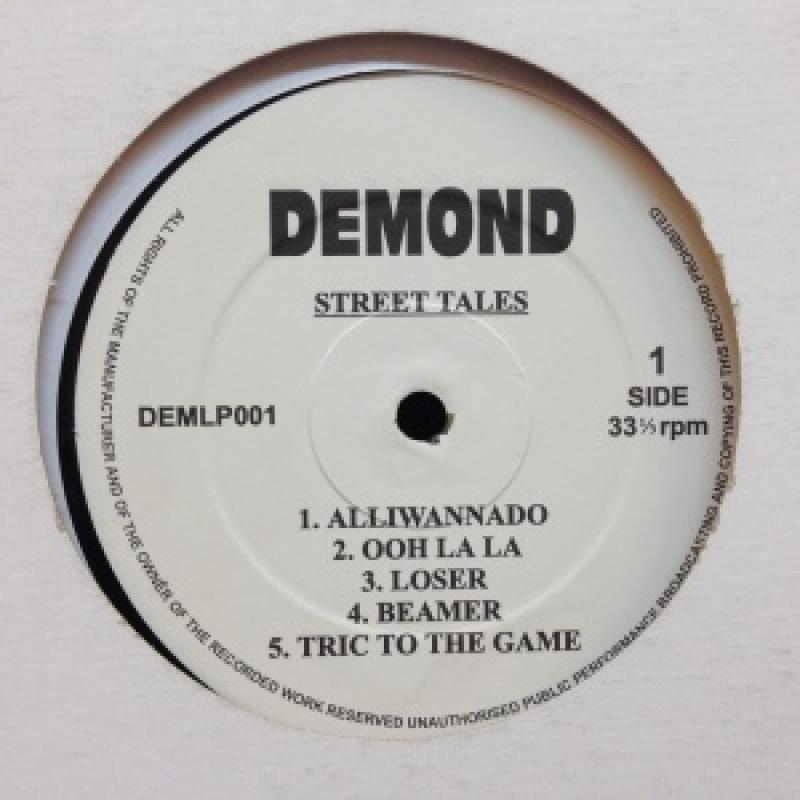 DEMOND
STREET TALES
DEMLP001
1
SIDE
33⅓rpm
1. ALLIWANNADO
2. OOH LA LA
3. LOSER
4. BEAMER
5. TRIC TO THE GAME
ALL RIGHTS OF THE MANUFACTURER AND OF THE OWNER OF THE RECORDED WORK RESERVED UNAUTHORISED PUBLIC PERFORMANCE BROADCASTING AND COPYING OF THIS RECORD PROHIBITED